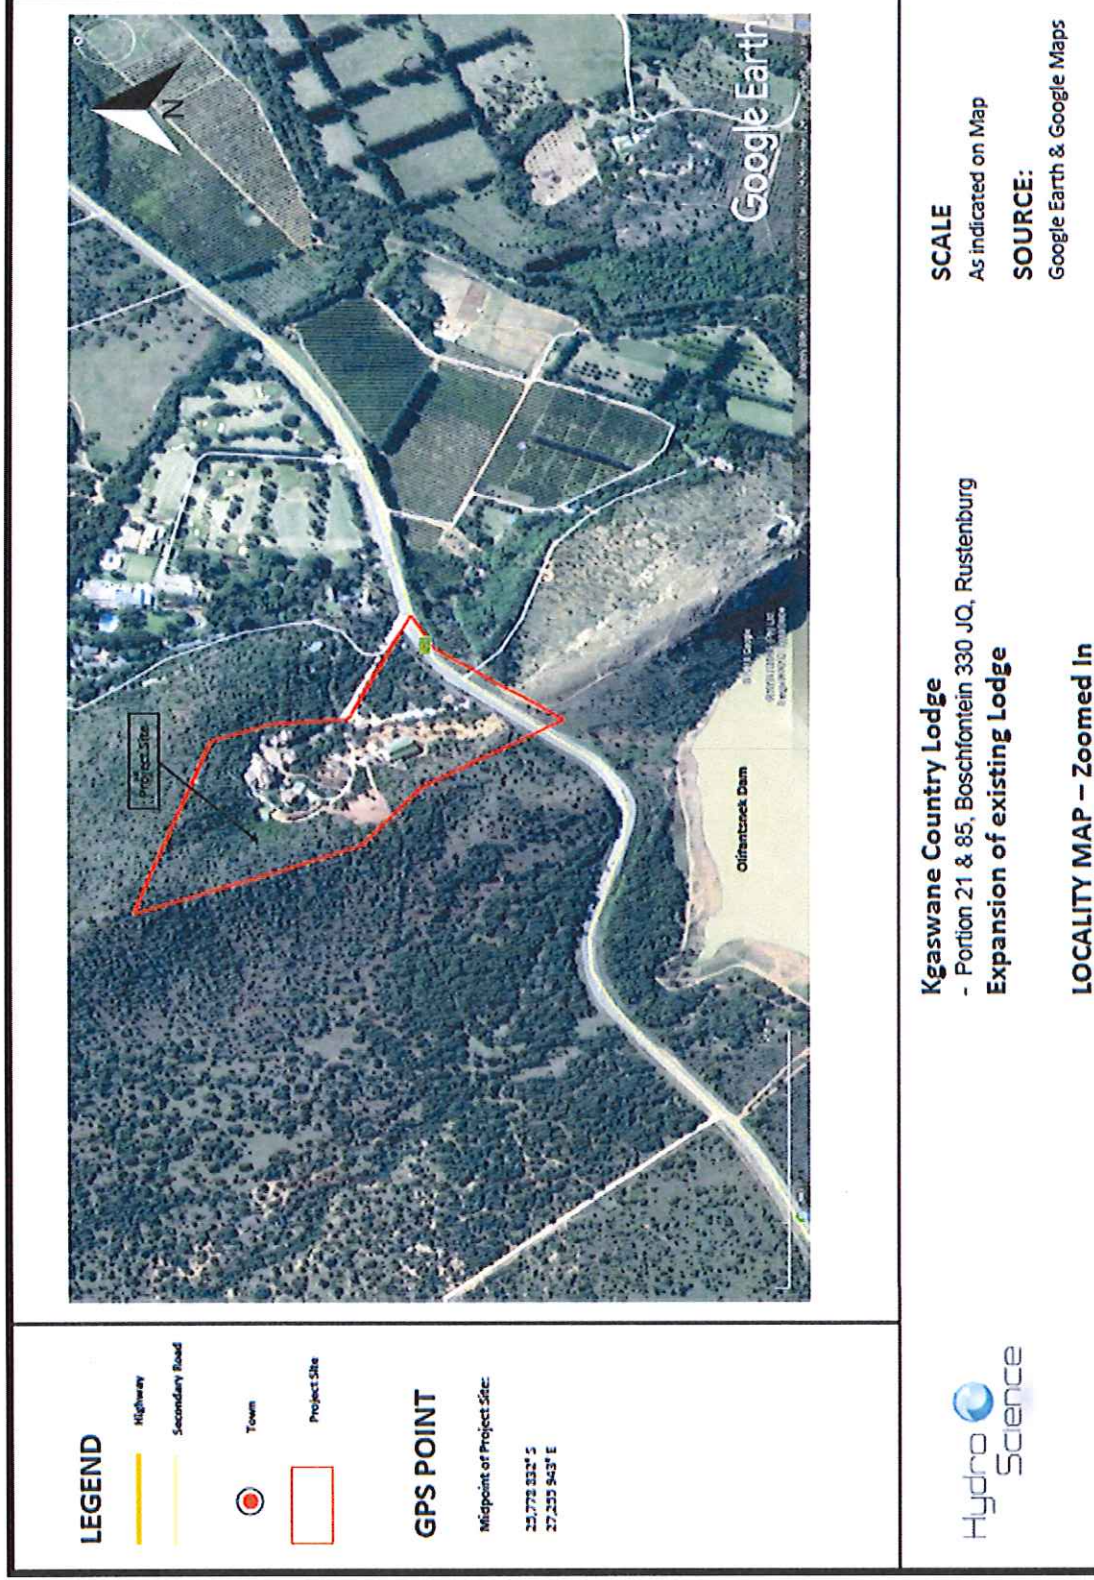 LEGEND
Highway
Secondary Road
Town
Project Site
GPS POINT
Midpoint of Project Site:
25,772 332° S
27,255 943° E
Project Site
N
Google Earth
Olifantsnek Dam
Hydro
Science
Kgaswane Country Lodge
- Portion 21 & 85, Boschfontein 330 JQ, Rustenburg
Expansion of existing Lodge
LOCALITY MAP – Zoomed In
SCALE
As indicated on Map
SOURCE:
Google Earth & Google Maps